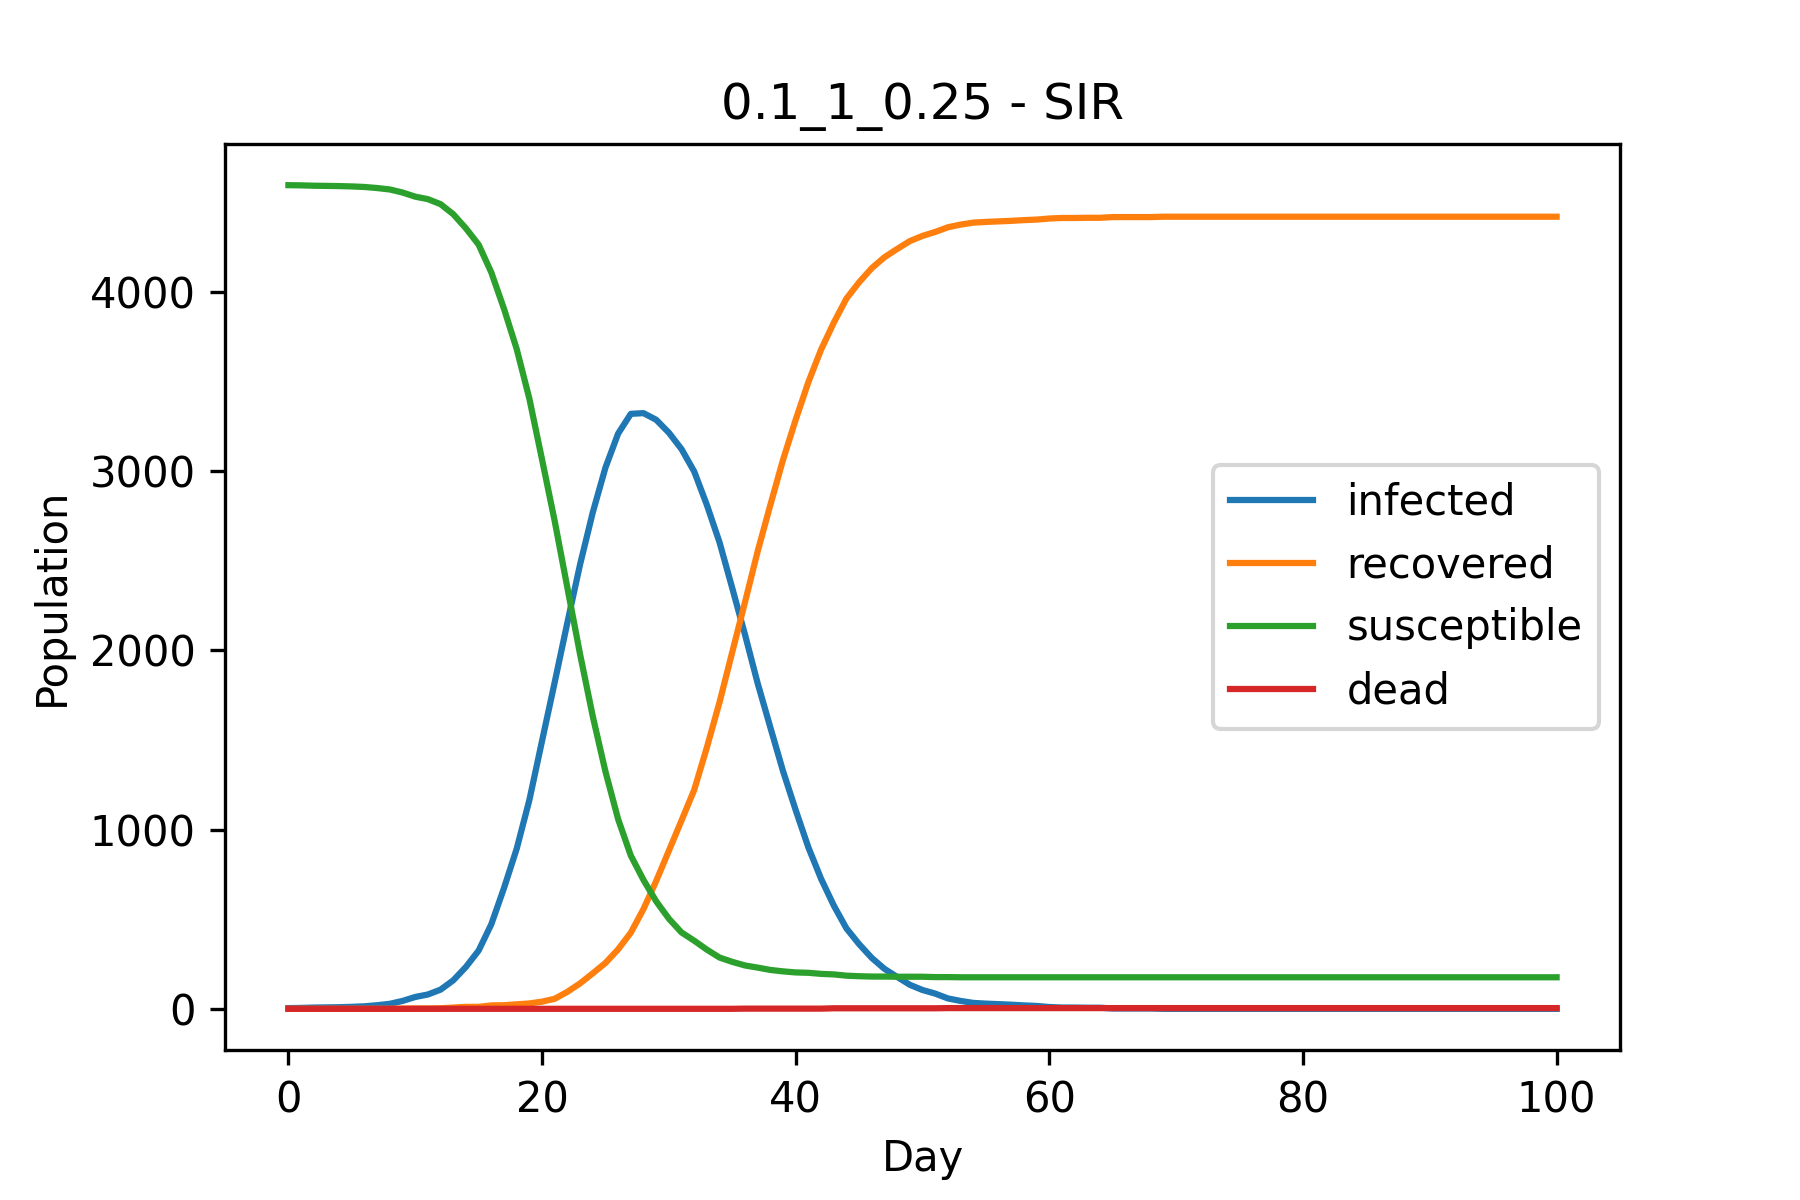 0.1_1_0.25 - SIR
Population
4000
3000
2000
1000
0
infected
recovered
susceptible
dead
0 20 40 60 80 100
Day